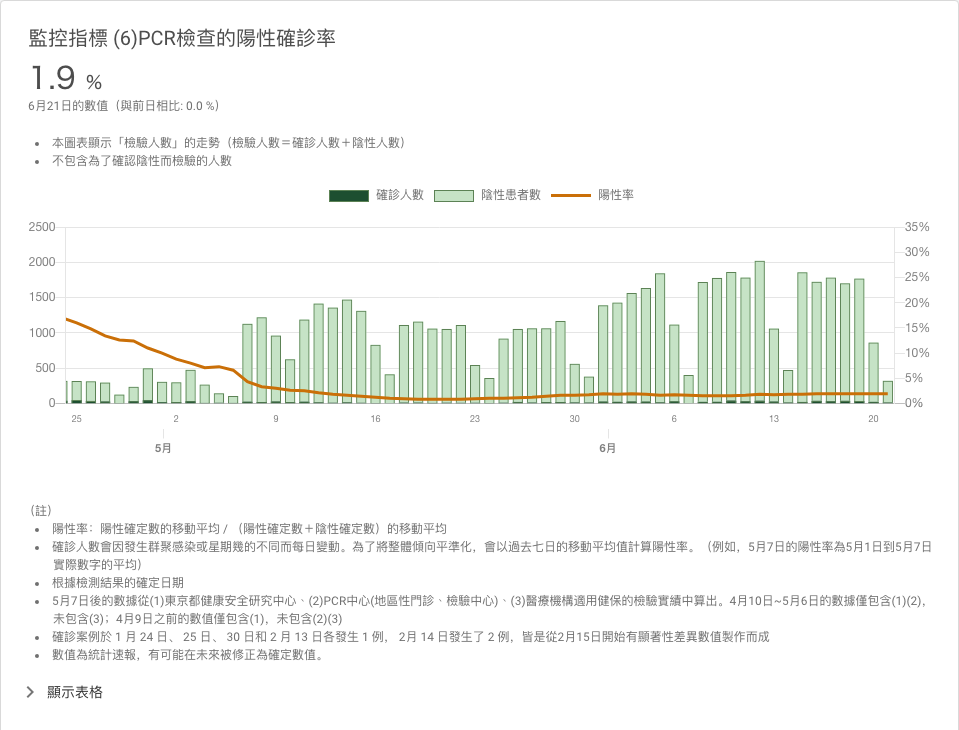 監控指標 (6)PCR檢查的陽性確診率
1.9 %
6月21日的數值（與前日相比: 0.0 %）
本圖表顯示「檢驗人數」的走勢（檢驗人數＝確診人數＋陰性人數）
不包含為了確認陰性而檢驗的人數
確診人數 陰性患者數 陽性率
2500 35%
30%
2000
25%
1500 20%
15%
1000
10%
500
5%
0 0%
25 2 9 16 23 30 6 13 20
5月 6月
（註）
陽性率：陽性確定數的移動平均 / （陽性確定數＋陰性確定數）的移動平均
確診人數會因發生群聚感染或星期幾的不同而每日變動。為了將整體傾向平準化，會以過去七日的移動平均值計算陽性率。（例如，5月7日的陽性率為5月1日到5月7日
實際數字的平均）
根據檢測結果的確定日期
5月7日後的數據從(1)東京都健康安全研究中心、(2)PCR中心(地區性門診、檢驗中心)、(3)醫療機構適用健保的檢驗實績中算出。4月10日~5月6日的數據僅包含(1)(2)，
未包含(3)；4月9日之前的數值僅包含(1)，未包含(2)(3)
確診案例於 1 月 24 日、 25 日、 30 日和 2 月 13 日各發生 1 例， 2月 14 日發生了 2 例，皆是從2月15日開始有顯著性差異數值製作而成
數值為統計速報，有可能在未來被修正為確定數值。
顯示表格